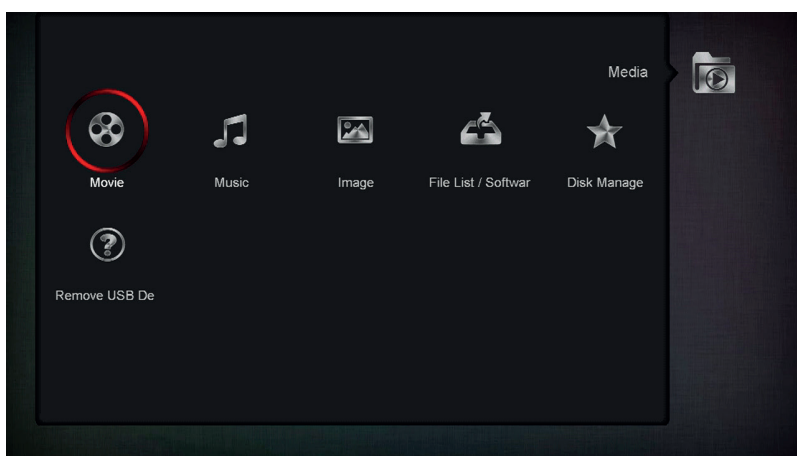 Media
Movie
Music
Image
File List / Softwar
Disk Manage
Remove USB De